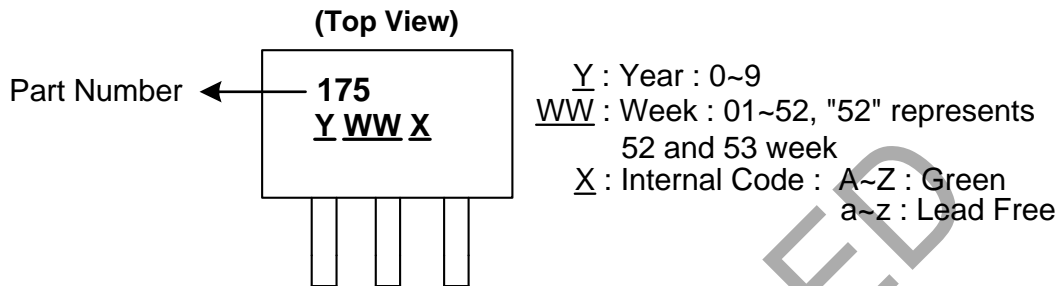 (Top View)
Part Number
175
Y WW X
Y : Year : 0~9
WW : Week : 01~52, "52" represents
52 and 53 week
X : Internal Code : A~Z : Green
a~z : Lead Free